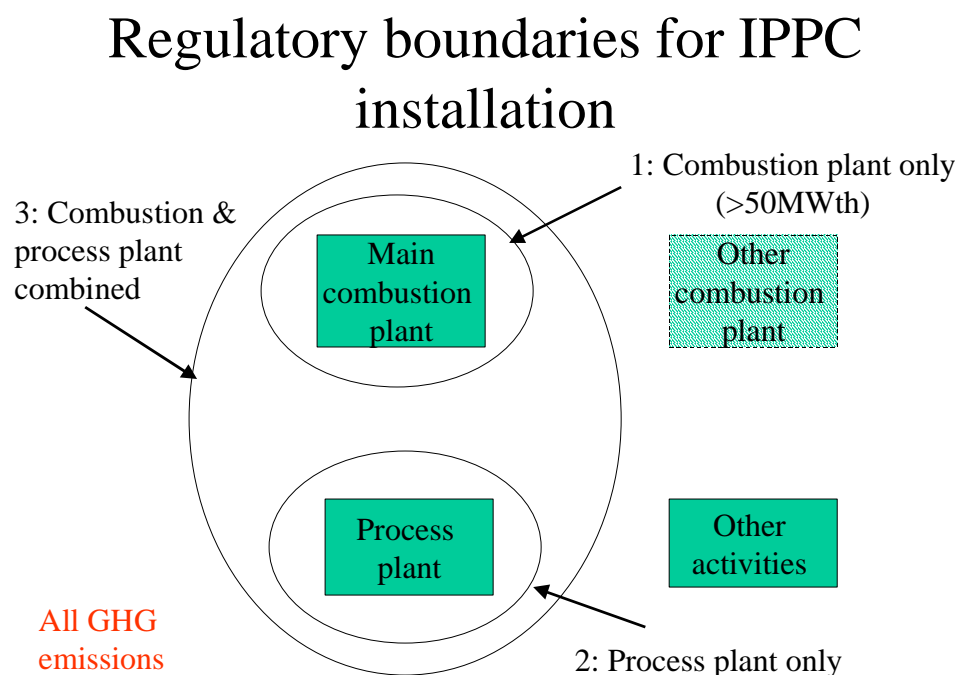 Regulatory boundaries for IPPC
installation
1: Combustion plant only
(>50MWth)
3: Combustion &
process plant
combined
Main
combustion
plant
Other
combustion
plant
Process
plant
Other
activities
All GHG
emissions
2: Process plant only